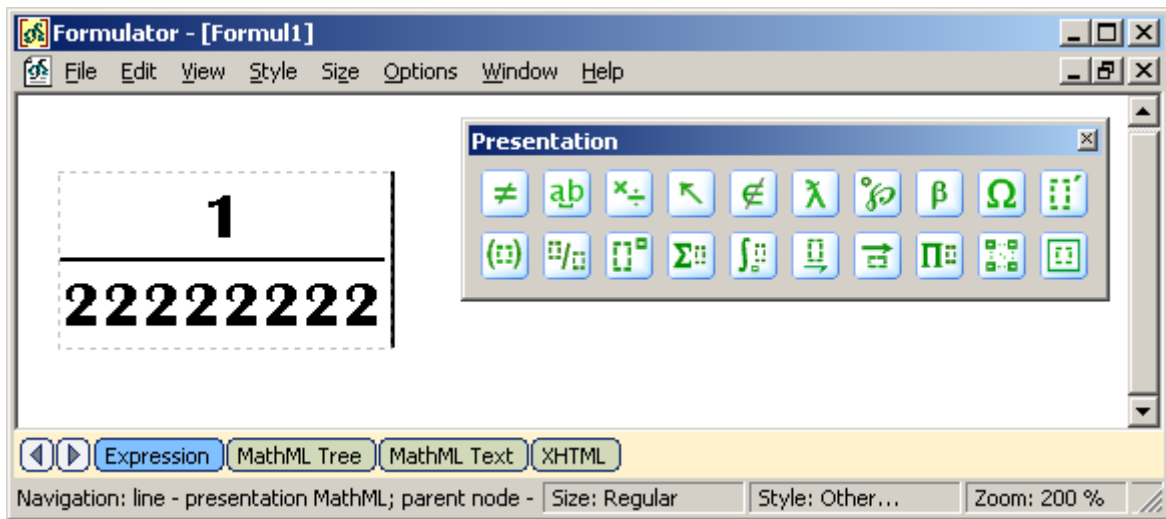 Formulator - [Formul1]
File Edit View Style Size Options Window Help
Presentation
≠ ab ×÷ ↖ ∉ λ °℘ β Ω ′
( ) / Σ ∫ → Π
1
22222222
Expression MathML Tree MathML Text XHTML
Navigation: line - presentation MathML; parent node - Size: Regular Style: Other... Zoom: 200 %